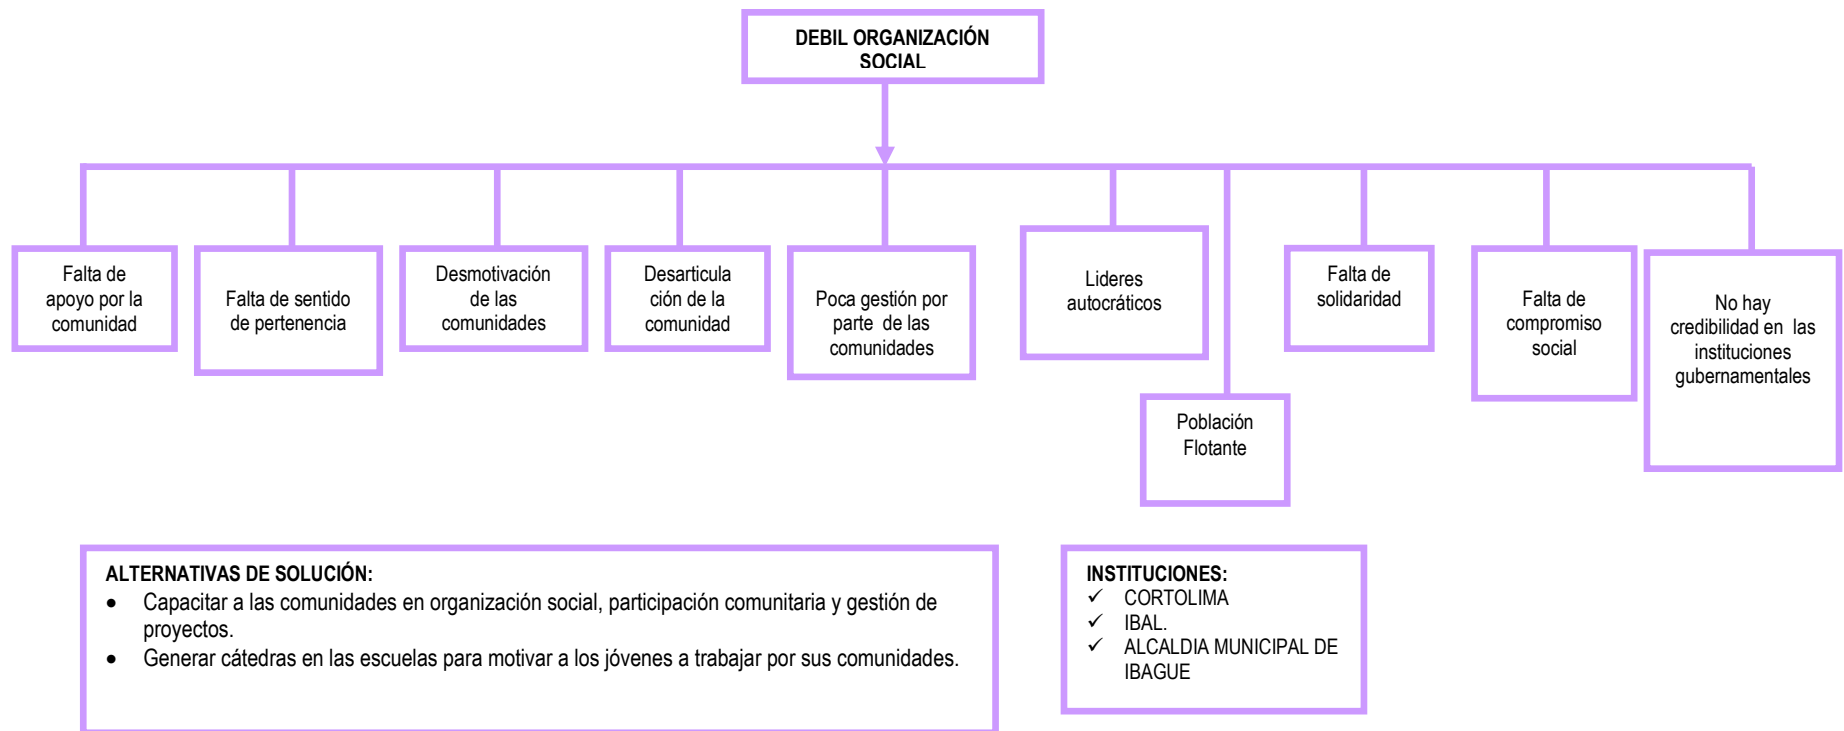 DEBIL ORGANIZACIÓN
SOCIAL
Falta de
apoyo por la
comunidad
Falta de sentido
de pertenencia
Desmotivación
de las
comunidades
Desarticula
ción de la
comunidad
Poca gestión por
parte de las
comunidades
Lideres
autocráticos
Población
Flotante
Falta de
solidaridad
Falta de
compromiso
social
No hay
credibilidad en las
instituciones
gubernamentales
ALTERNATIVAS DE SOLUCIÓN:
• Capacitar a las comunidades en organización social, participación comunitaria y gestión de
proyectos.
• Generar cátedras en las escuelas para motivar a los jóvenes a trabajar por sus comunidades.
INSTITUCIONES:
✓ CORTOLIMA
✓ IBAL.
✓ ALCALDIA MUNICIPAL DE
IBAGUE